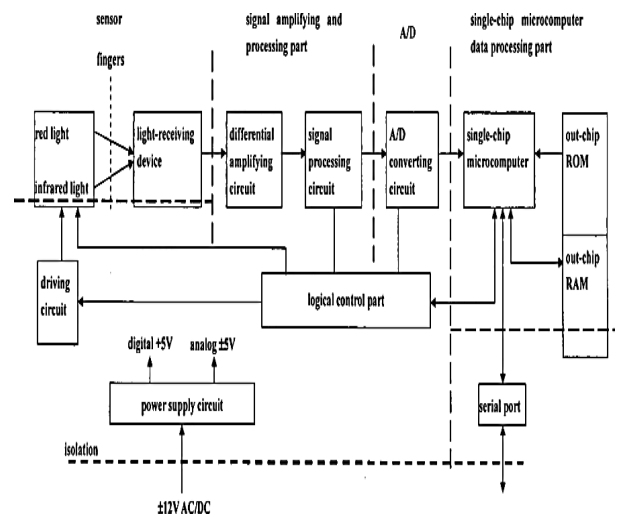 sensor
signal amplifying and
processing part
A/D
single-chip microcomputer
data processing part
fingers
red light
infrared light
light-receiving
device
differential
amplifying
circuit
signal
processing
circuit
A/D
converting
circuit
single-chip
microcomputer
out-chip
ROM
out-chip
RAM
driving
circuit
logical control part
digital +5V
analog ±5V
power supply circuit
serial port
isolation
±12V AC/DC